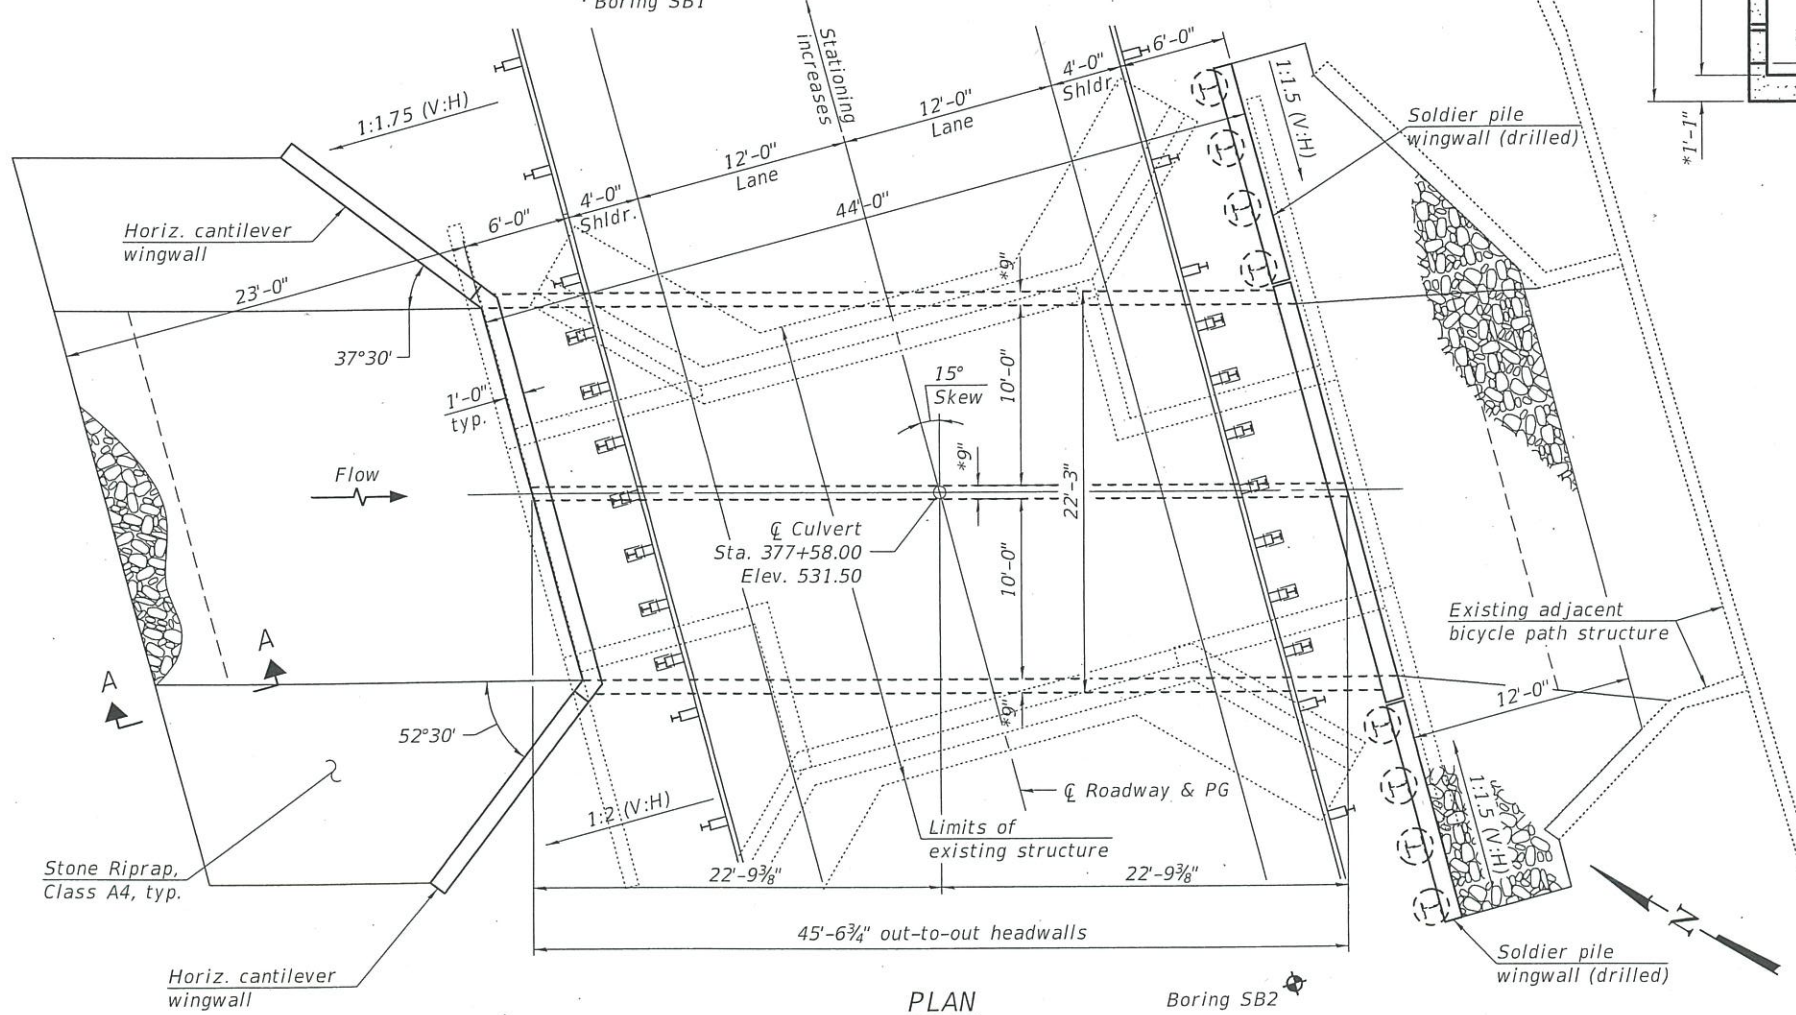 Boring SB1
Stationing
increases
6'-0"
4'-0"
Shldr.
12'-0"
Lane
12'-0"
Lane
4'-0"
Shldr.
6'-0"
44'-0"
23'-0"
1:1.75 (V:H)
1:1.5 (V:H)
Soldier pile
wingwall (drilled)
*1'-1"
Horiz. cantilever
wingwall
37°30'
1'-0"
typ.
*9"
10'-0"
15°
Skew
*9"
22'-3"
Flow
℄ Culvert
Sta. 377+58.00
Elev. 531.50
10'-0"
*9"
Existing adjacent
bicycle path structure
12'-0"
A
A
52°30'
℄ Roadway & PG
1:2 (V:H)
1:1.5 (V:H)
Limits of
existing structure
Stone Riprap,
Class A4, typ.
22'-9⅜"
22'-9⅜"
45'-6¾" out-to-out headwalls
N
Horiz. cantilever
wingwall
Soldier pile
wingwall (drilled)
PLAN
Boring SB2